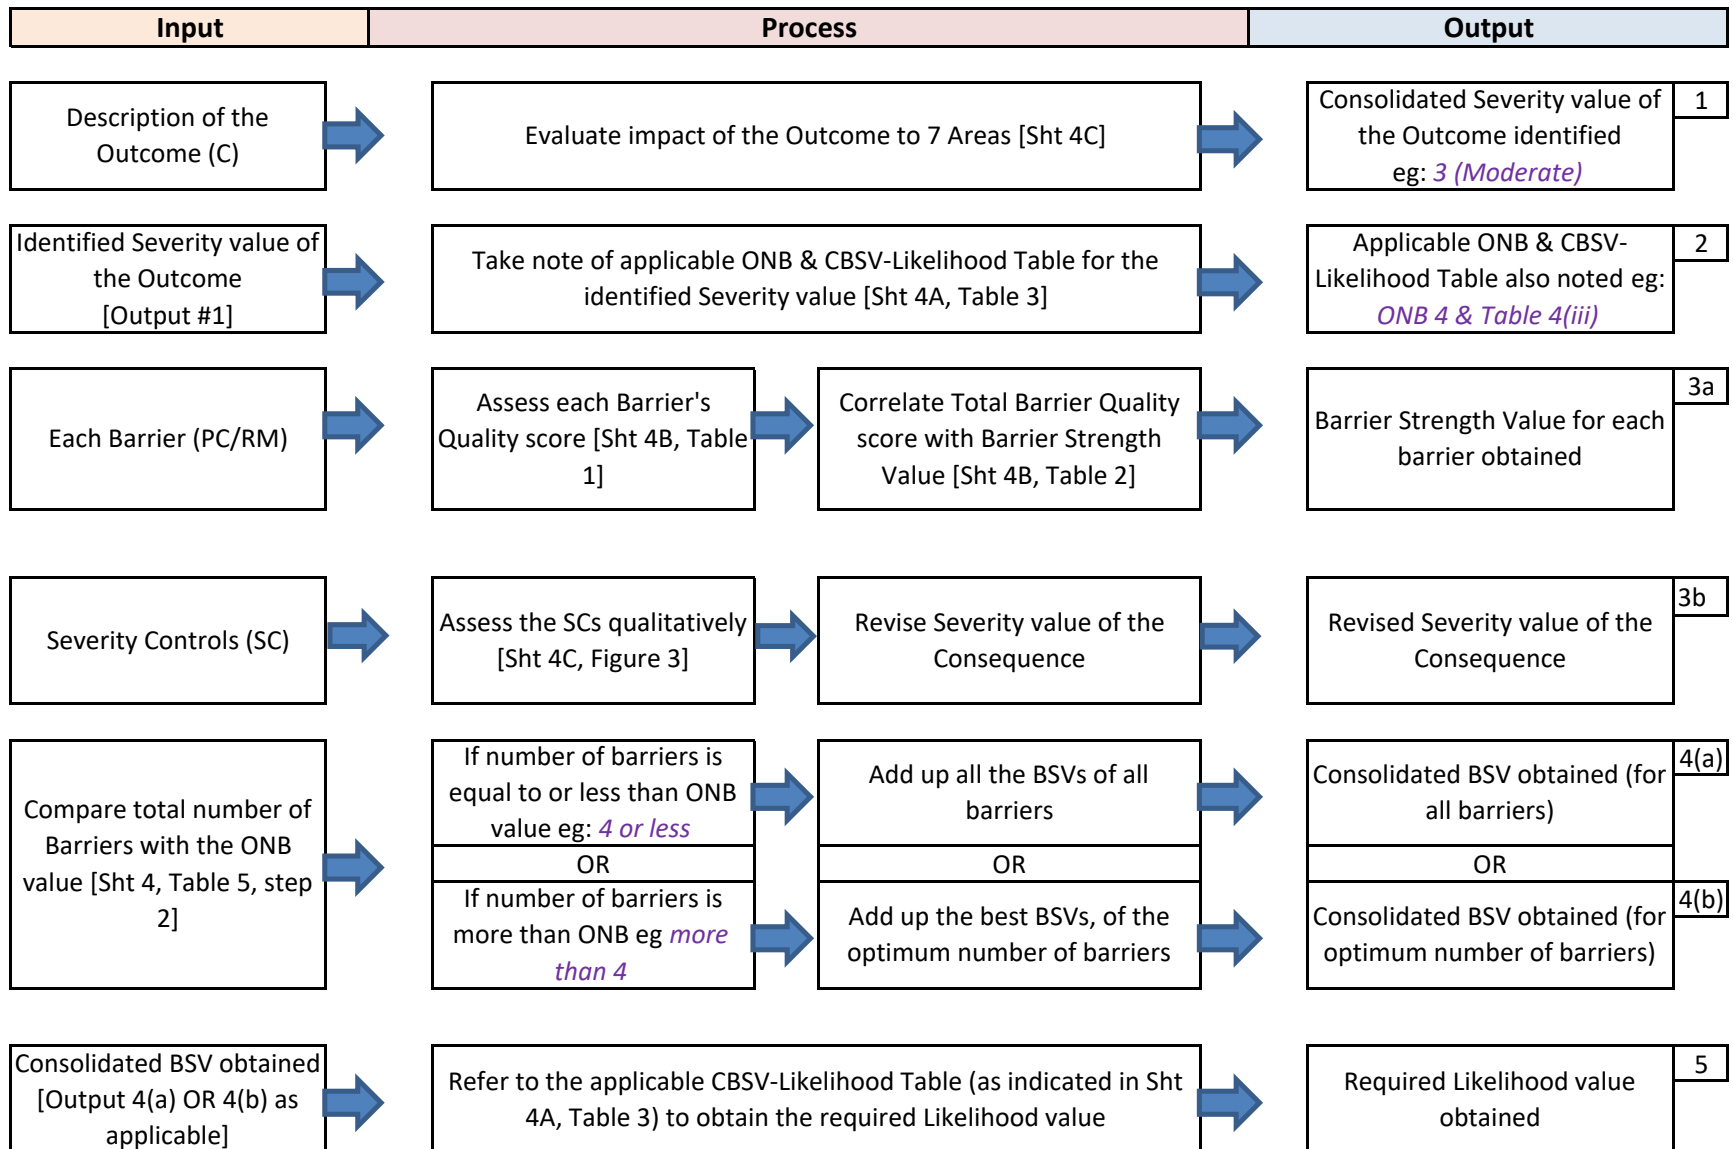 Input
Process
Output
Description of the
Outcome (C)
Evaluate impact of the Outcome to 7 Areas [Sht 4C]
Consolidated Severity value of
the Outcome identified
eg: 3 (Moderate)
1
Identified Severity value of
the Outcome
[Output #1]
Take note of applicable ONB & CBSV-Likelihood Table for the
identified Severity value [Sht 4A, Table 3]
Applicable ONB & CBSV-
Likelihood Table also noted eg:
ONB 4 & Table 4(iii)
2
Each Barrier (PC/RM)
Assess each Barrier's
Quality score [Sht 4B, Table
1]
Correlate Total Barrier Quality
score with Barrier Strength
Value [Sht 4B, Table 2]
Barrier Strength Value for each
barrier obtained
3a
Severity Controls (SC)
Assess the SCs qualitatively
[Sht 4C, Figure 3]
Revise Severity value of the
Consequence
Revised Severity value of the
Consequence
3b
Compare total number of
Barriers with the ONB
value [Sht 4, Table 5, step
2]
If number of barriers is
equal to or less than ONB
value eg: 4 or less
Add up all the BSVs of all
barriers
Consolidated BSV obtained (for
all barriers)
4(a)
OR
OR
OR
If number of barriers is
more than ONB eg more
than 4
Add up the best BSVs, of the
optimum number of barriers
Consolidated BSV obtained (for
optimum number of barriers)
4(b)
Consolidated BSV obtained
[Output 4(a) OR 4(b) as
applicable]
Refer to the applicable CBSV-Likelihood Table (as indicated in Sht
4A, Table 3) to obtain the required Likelihood value
Required Likelihood value
obtained
5